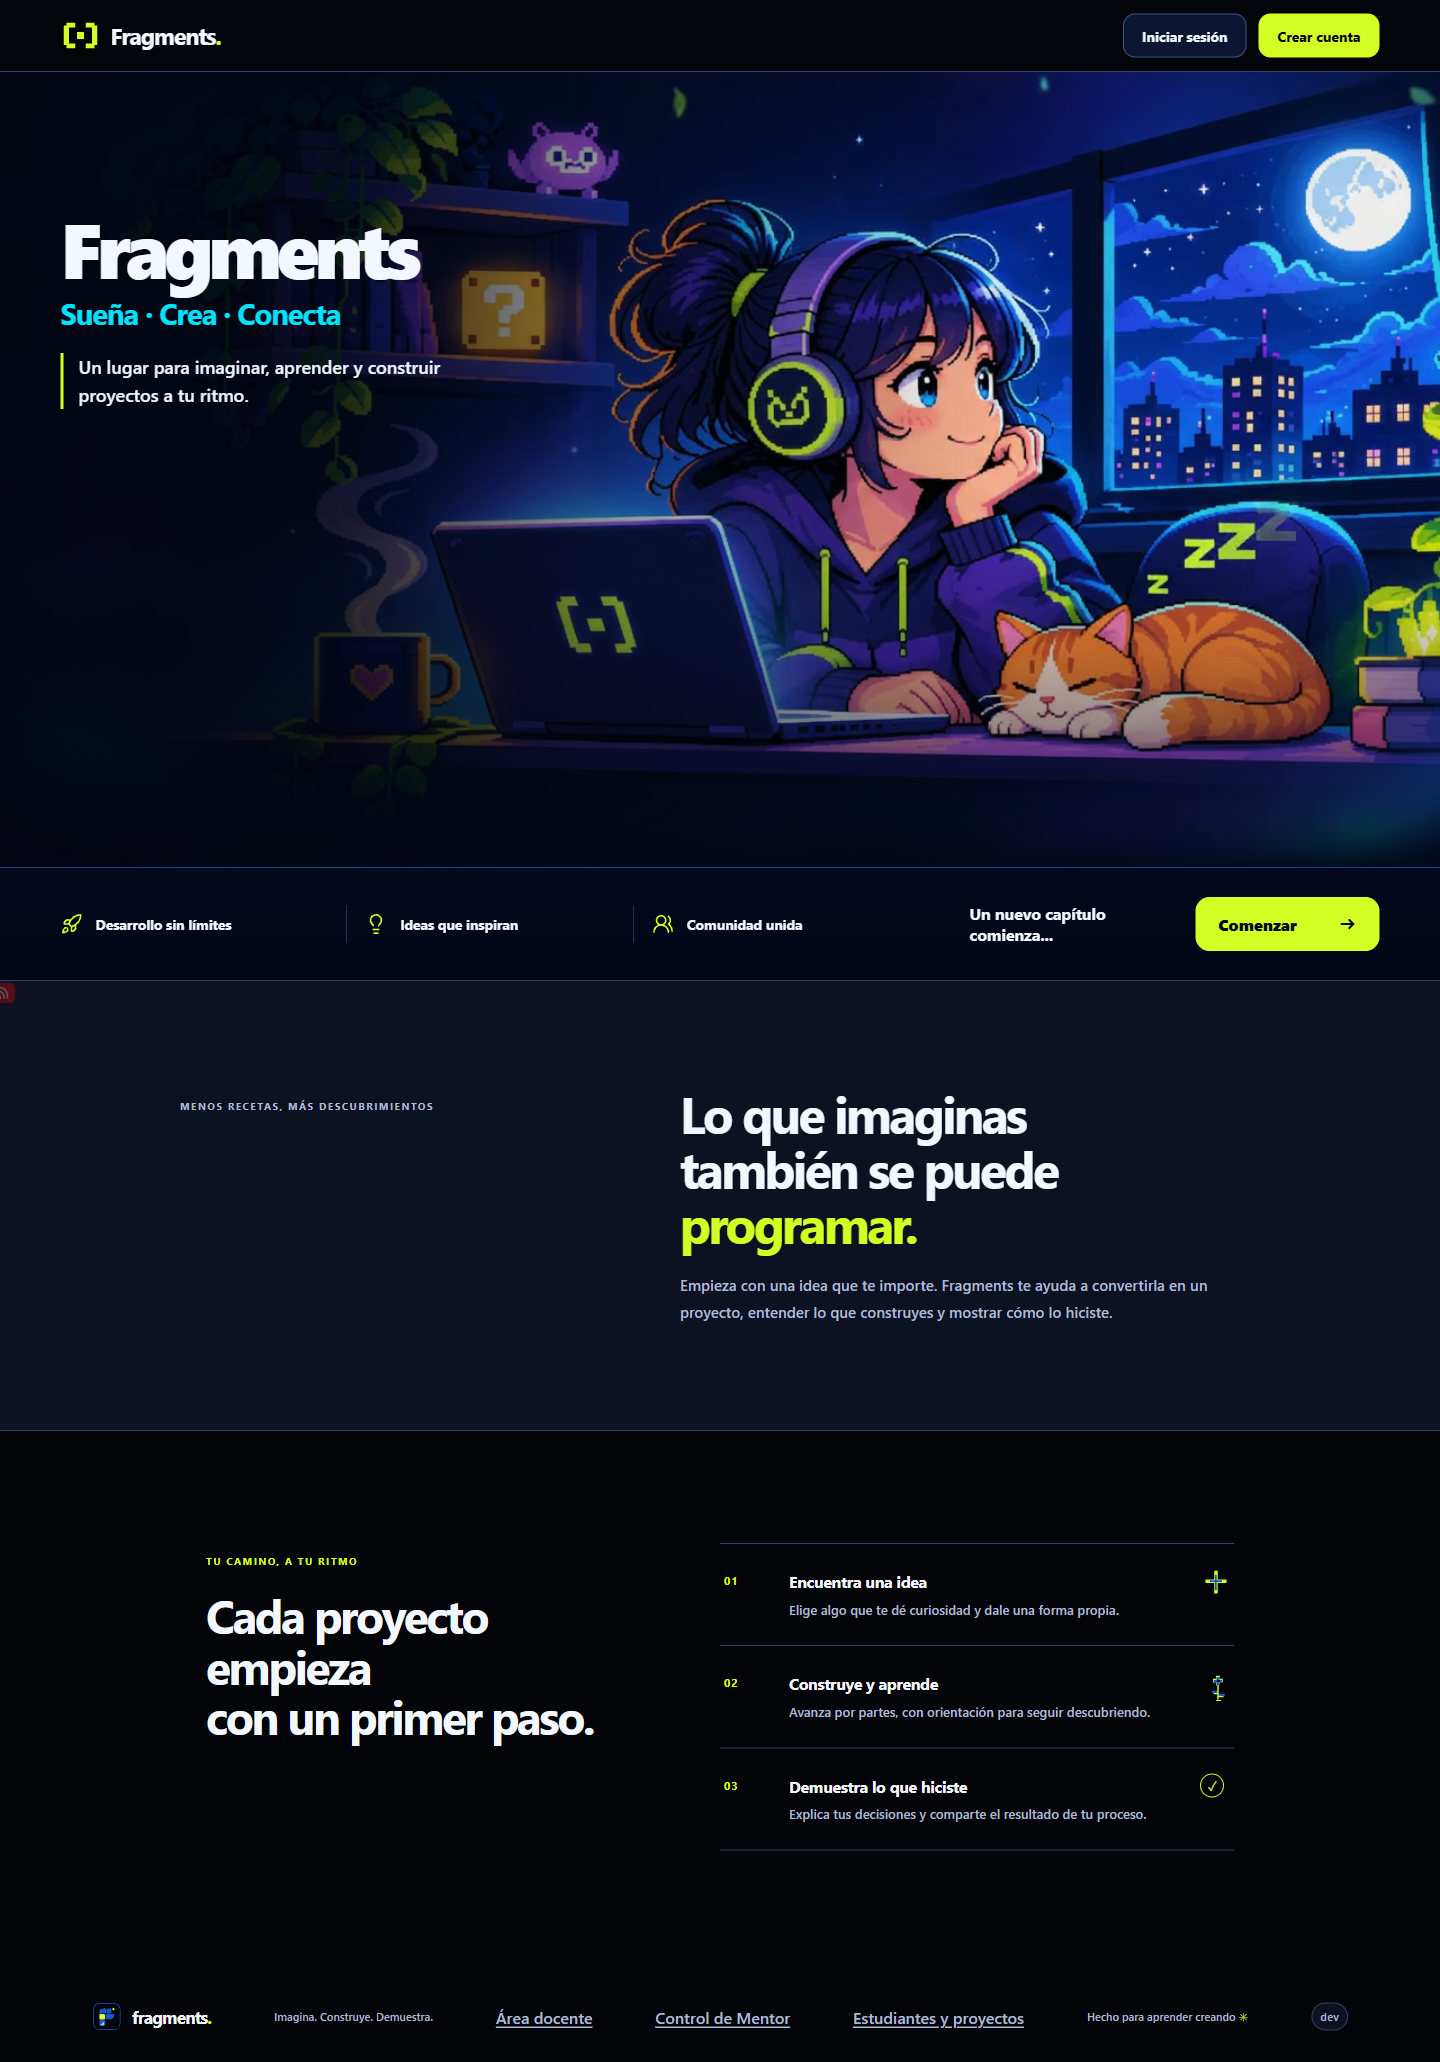 Fragments.
Iniciar sesión
Crear cuenta
Fragments
Sueña · Crea · Conecta
?
Un lugar para imaginar, aprender y construir
proyectos a tu ritmo.
z z z
Desarrollo sin límites
Ideas que inspiran
Comunidad unida
Un nuevo capítulo
comienza...
Comenzar →
MENOS RECETAS, MÁS DESCUBRIMIENTOS
Lo que imaginas
también se puede
programar.
Empieza con una idea que te importe. Fragments te ayuda a convertirla en un
proyecto, entender lo que construyes y mostrar cómo lo hiciste.
TU CAMINO, A TU RITMO
Cada proyecto
empieza
con un primer paso.
01
Encuentra una idea
Elige algo que te dé curiosidad y dale una forma propia.
02
Construye y aprende
Avanza por partes, con orientación para seguir descubriendo.
03
Demuestra lo que hiciste
Explica tus decisiones y comparte el resultado de tu proceso.
fragments.
Imagina. Construye. Demuestra.
Área docente
Control de Mentor
Estudiantes y proyectos
Hecho para aprender creando ✳
dev